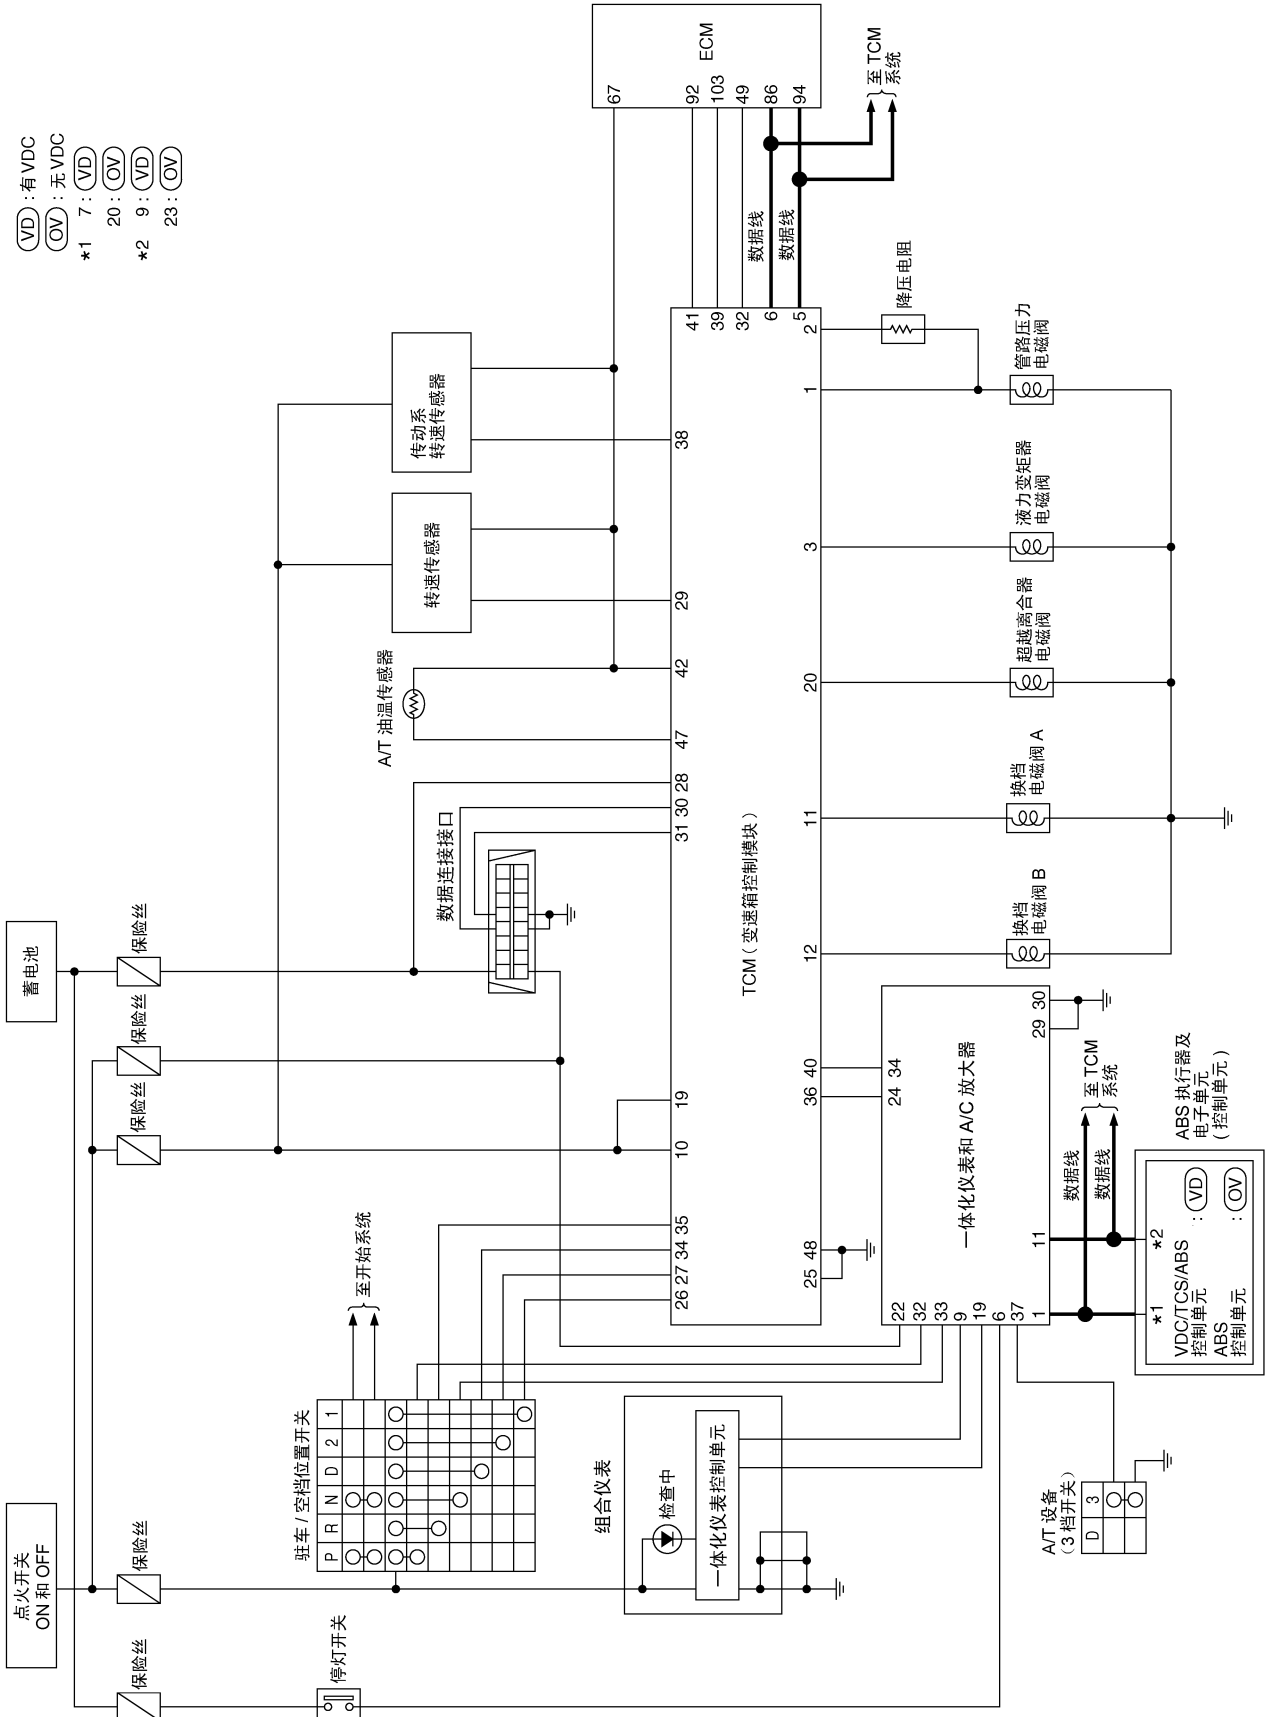 点火开关
ON 和 OFF
蓄电池
保险丝
保险丝
保险丝
保险丝
保险丝
停灯开关
驻车 / 空档位置开关
P R N D 2 1
至开始系统
VD : 有 VDC
OV : 无 VDC
*1 7 : VD
20 : OV
*2 9 : VD
23 : OV
传动系
转速传感器
转速传感器
A/T 油温传感器
数据连接接口
组合仪表
检查中
一体化仪表控制单元
ECM
67 92 103 49 86 94
至 TCM
系统
数据线
数据线
26 27 34 35 10 19 31 30 28 47 42 29 38 41 39 32 6 5
TCM ( 变速箱控制模块 )
25 48 36 40 12 11 20 3 1 2
降压电阻
管路压力
电磁阀
液力变矩器
电磁阀
超越离合器
电磁阀
换档
电磁阀 A
换档
电磁阀 B
24 34
22
32
33
9
19
6
37
一体化仪表和 A/C 放大器
1 11 29 30
至 TCM
系统
数据线
数据线
ABS 执行器及
电子单元
( 控制单元 )
*1 *2
VDC/TCS/ABS
控制单元 : VD
ABS
控制单元 : OV
A/T 设备
( 3 档开关 )
D 3